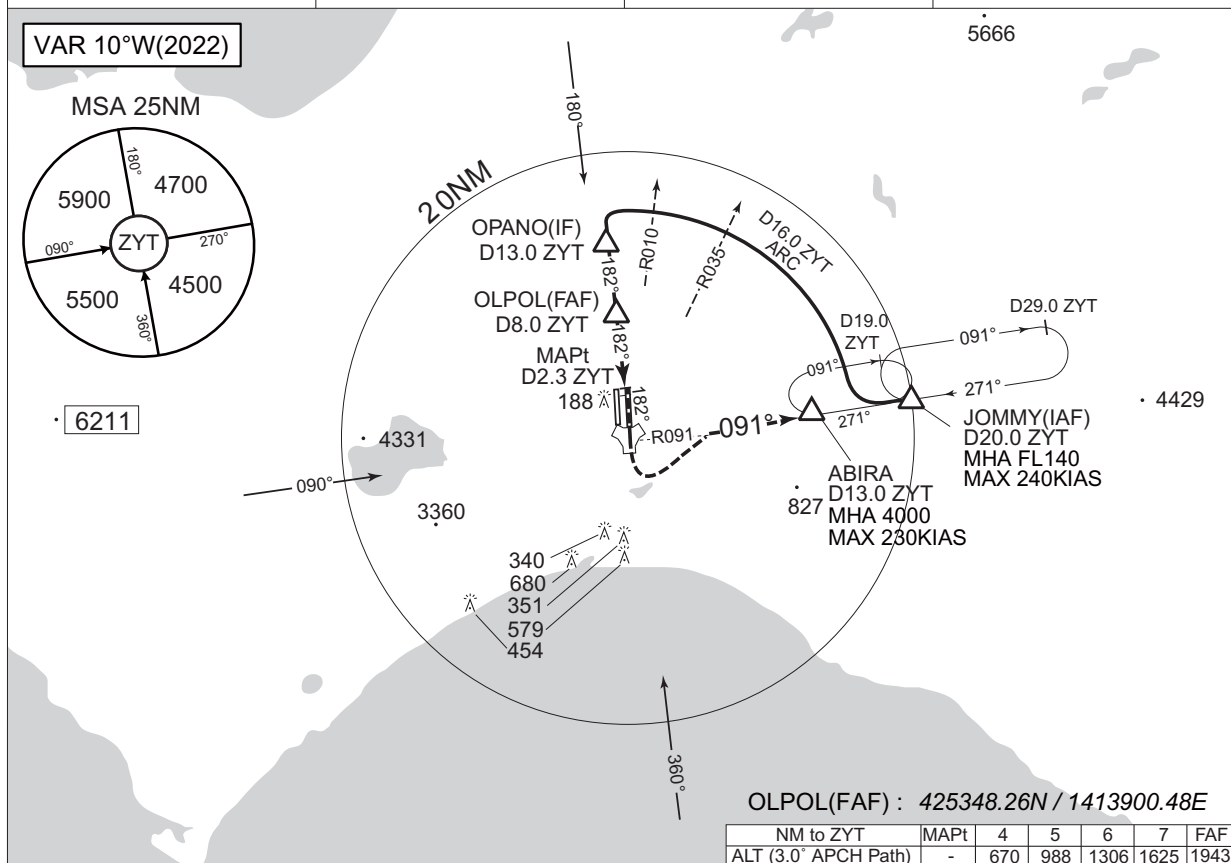 VAR 10°W(2022)
5666
MSA 25NM
180°
5900
4700
ZYT
090°
270°
5500
4500
360°
180°
20NM
OPANO(IF)
D13.0 ZYT
182°
R010
R035
D16.0 ZYT
ARC
OLPOL(FAF)
D8.0 ZYT
182°
MAPt
D2.3 ZYT
188
182°
D19.0
ZYT
D29.0 ZYT
091°
091°
271°
271°
R091
091°
6211
4331
4429
JOMMY(IAF)
D20.0 ZYT
MHA FL140
MAX 240KIAS
ABIRA
D13.0 ZYT
MHA 4000
MAX 230KIAS
827
090°
3360
340
680
351
579
454
360°
OLPOL(FAF) : 425348.26N / 1413900.48E
NM to ZYT MAPt 4 5 6 7 FAF
ALT (3.0° APCH Path) - 670 988 1306 1625 1943